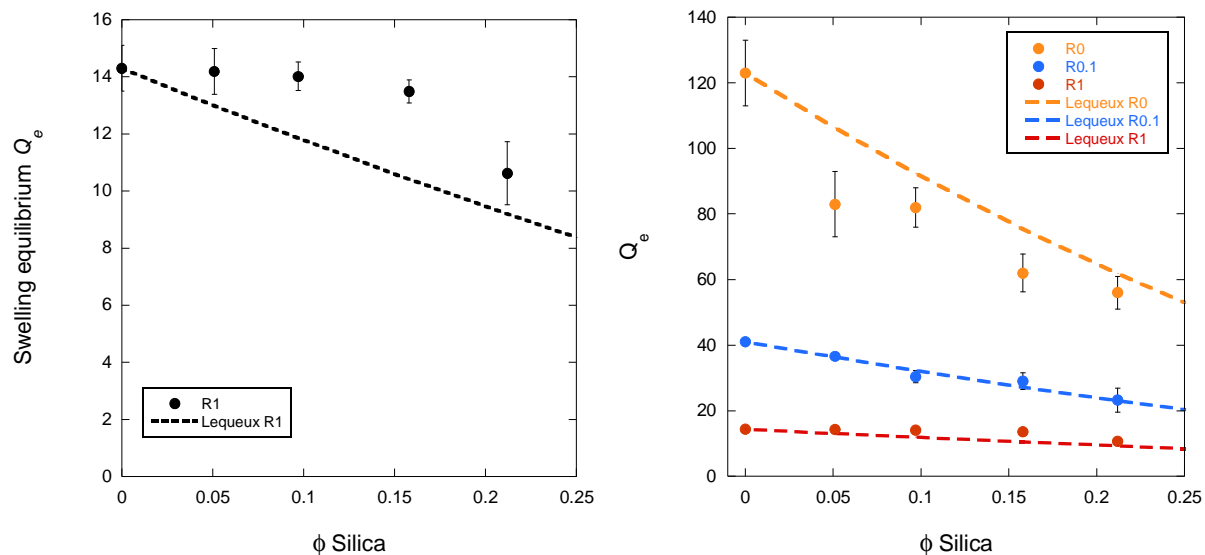 16
14
12
10
8
6
4
2
0
Swelling equilibrium Qe
R1
Lequeux R1
0 0.05 0.1 0.15 0.2 0.25
ϕ Silica
140
120
100
80
60
40
20
0
Qe
R0
R0.1
R1
Lequeux R0
Lequeux R0.1
Lequeux R1
0 0.05 0.1 0.15 0.2 0.25
ϕ Silica